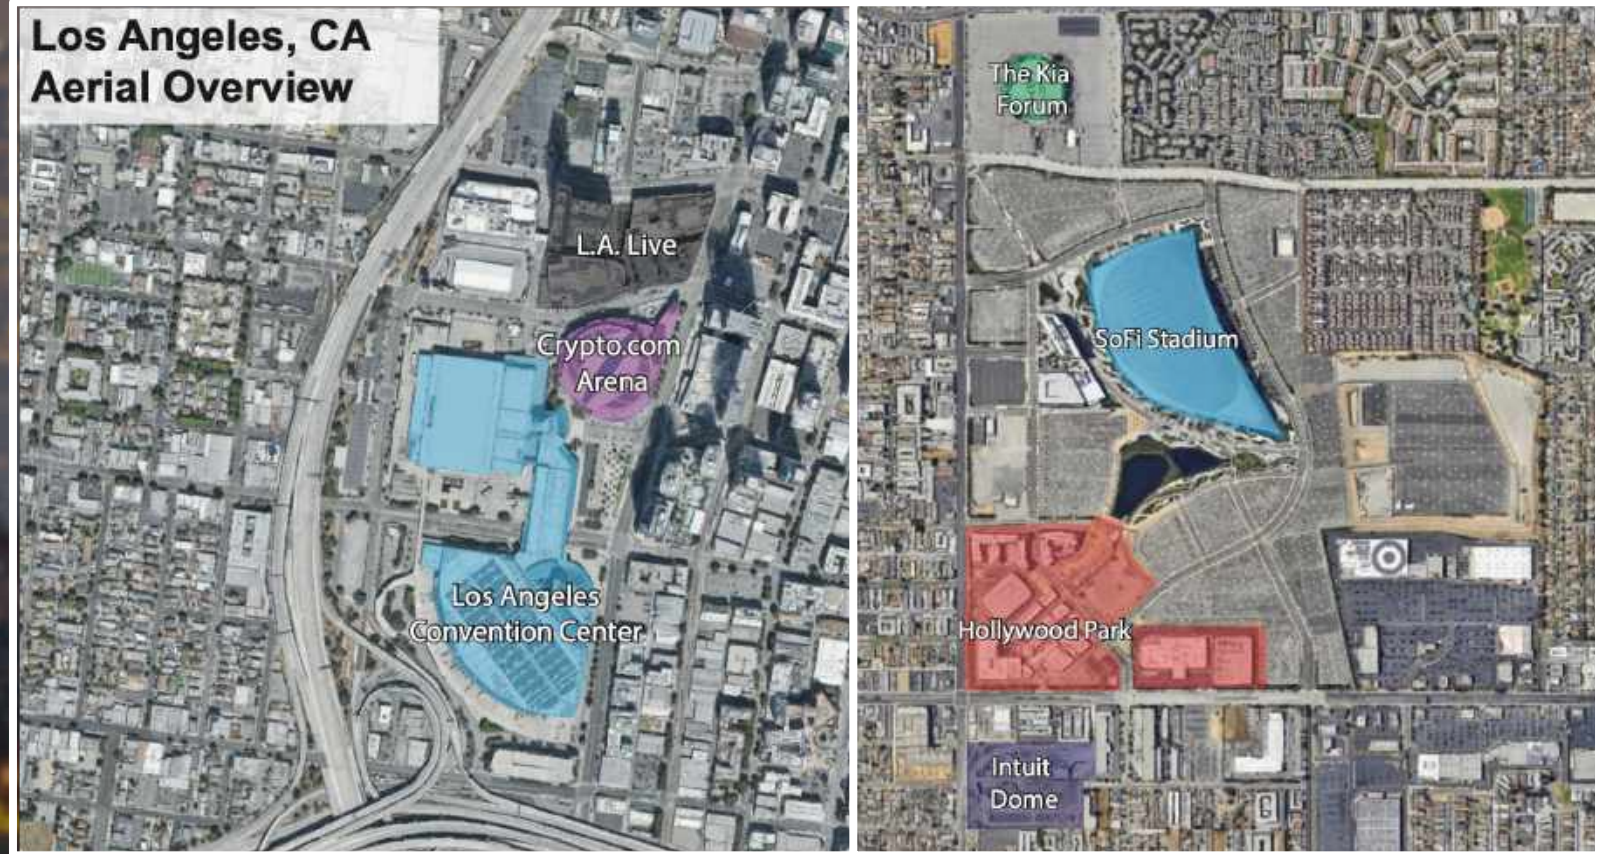 Los Angeles, CA
Aerial Overview
L.A. Live
Crypto.com
Arena
Los Angeles
Convention Center
The Kia
Forum
SoFi Stadium
Hollywood Park
Intuit
Dome